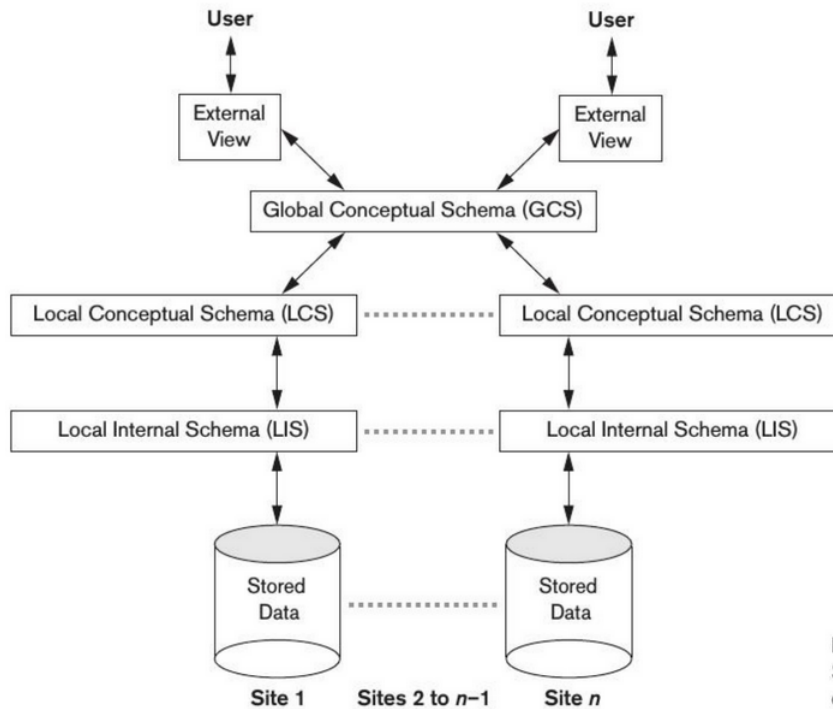 User User
External External
View View
Global Conceptual Schema (GCS)
Local Conceptual Schema (LCS) Local Conceptual Schema (LCS)
Local Internal Schema (LIS) Local Internal Schema (LIS)
Stored Stored
Data Data
Site 1 Sites 2 to n–1 Site n